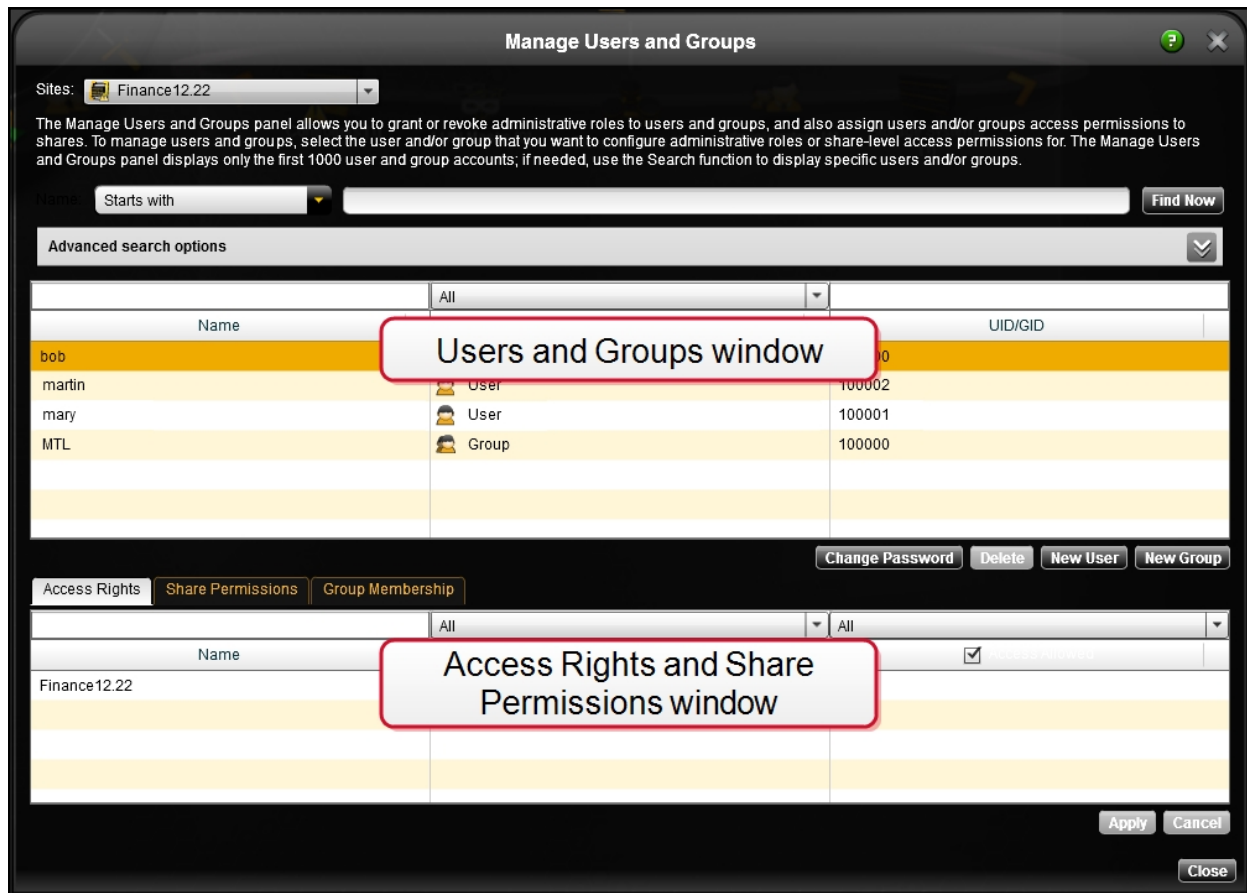 Manage Users and Groups
Sites: Finance12.22
The Manage Users and Groups panel allows you to grant or revoke administrative roles to users and groups, and also assign users and/or groups access permissions to
shares. To manage users and groups, select the user and/or group that you want to configure administrative roles or share-level access permissions for. The Manage Users
and Groups panel displays only the first 1000 user and group accounts; if needed, use the Search function to display specific users and/or groups.
Name: Starts with Find Now
Advanced search options
All
Name UID/GID
Users and Groups window
bob
martin User 100002
mary User 100001
MTL Group 100000
Change Password Delete New User New Group
Access Rights Share Permissions Group Membership
All All
Name
Access Rights and Share
Permissions window
Finance12.22
Apply Cancel
Close